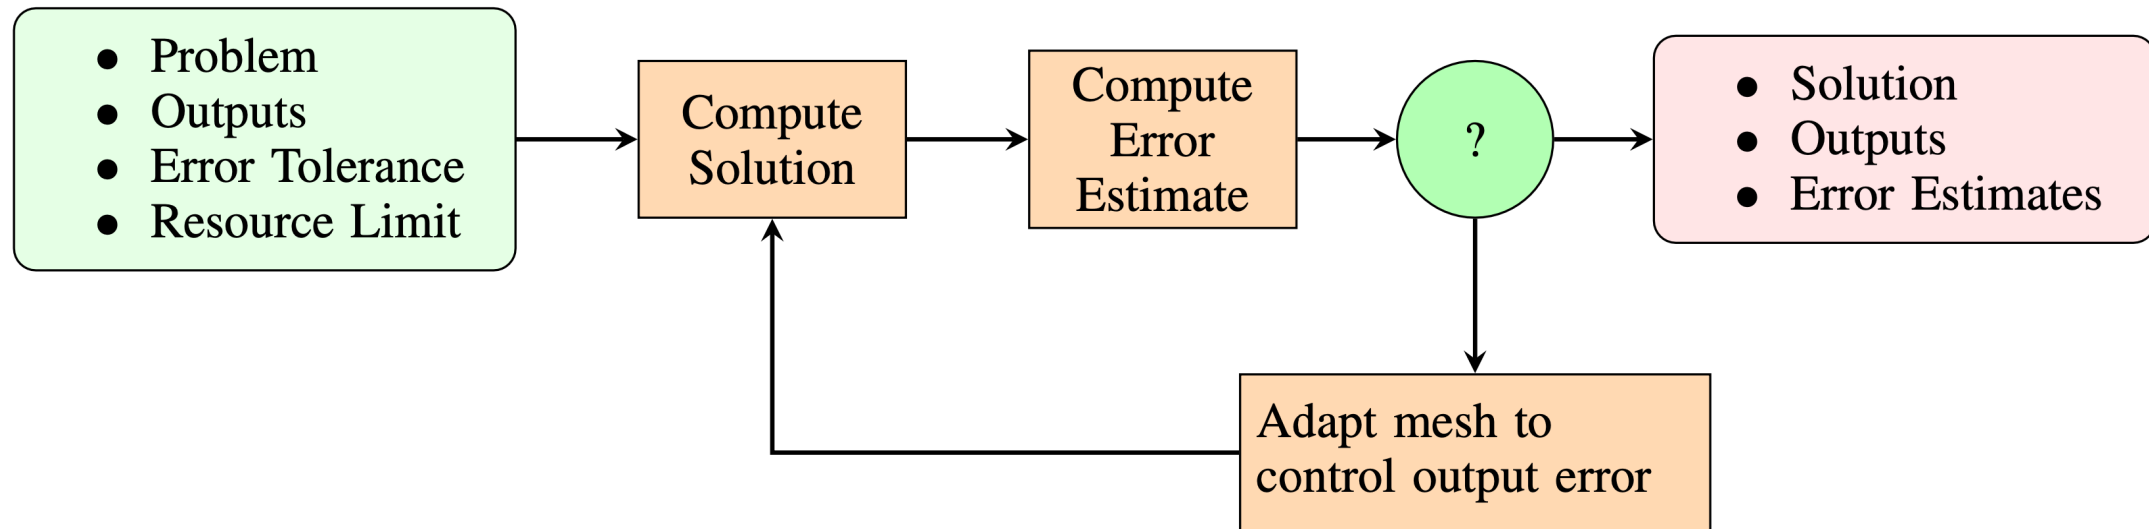 ● Problem
● Outputs
● Error Tolerance
● Resource Limit
Compute
Solution
Compute
Error
Estimate
?
● Solution
● Outputs
● Error Estimates
Adapt mesh to
control output error